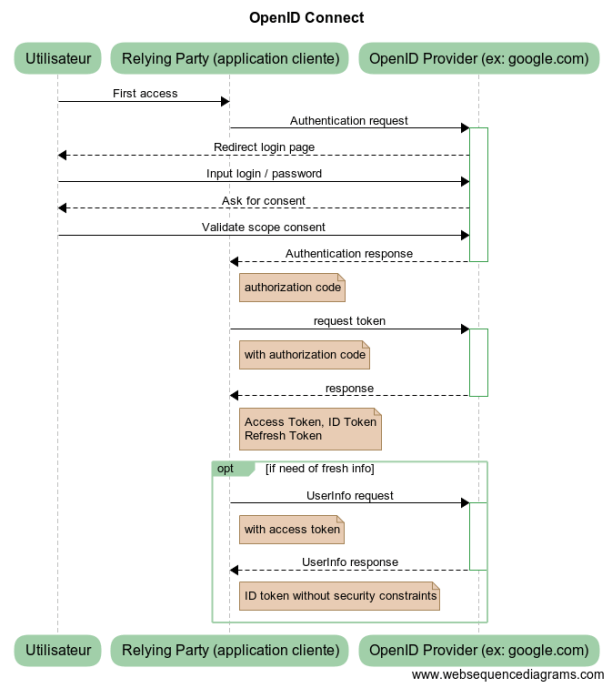 OpenID Connect
Utilisateur
Relying Party (application cliente)
OpenID Provider (ex: google.com)
First access
Authentication request
Redirect login page
Input login / password
Ask for consent
Validate scope consent
Authentication response
authorization code
request token
with authorization code
response
Access Token, ID Token
Refresh Token
opt
[if need of fresh info]
UserInfo request
with access token
UserInfo response
ID token without security constraints
Utilisateur
Relying Party (application cliente)
OpenID Provider (ex: google.com)
www.websequencediagrams.com